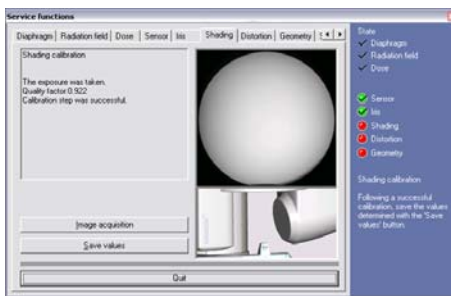 Service functions
Diaphragm
Radiation field
Dose
Sensor
Iris
Shading
Distortion
Geometry
Shading calibration
The exposure was taken.
Quality factor 0.922
Calibration step was successful.
Image acquisition
Save values
Quit
State
Diaphragm
Radiation field
Dose
Sensor
Iris
Shading
Distortion
Geometry
Shading calibration
Following a successful
calibration, save the values
determined with the 'Save
values' button.